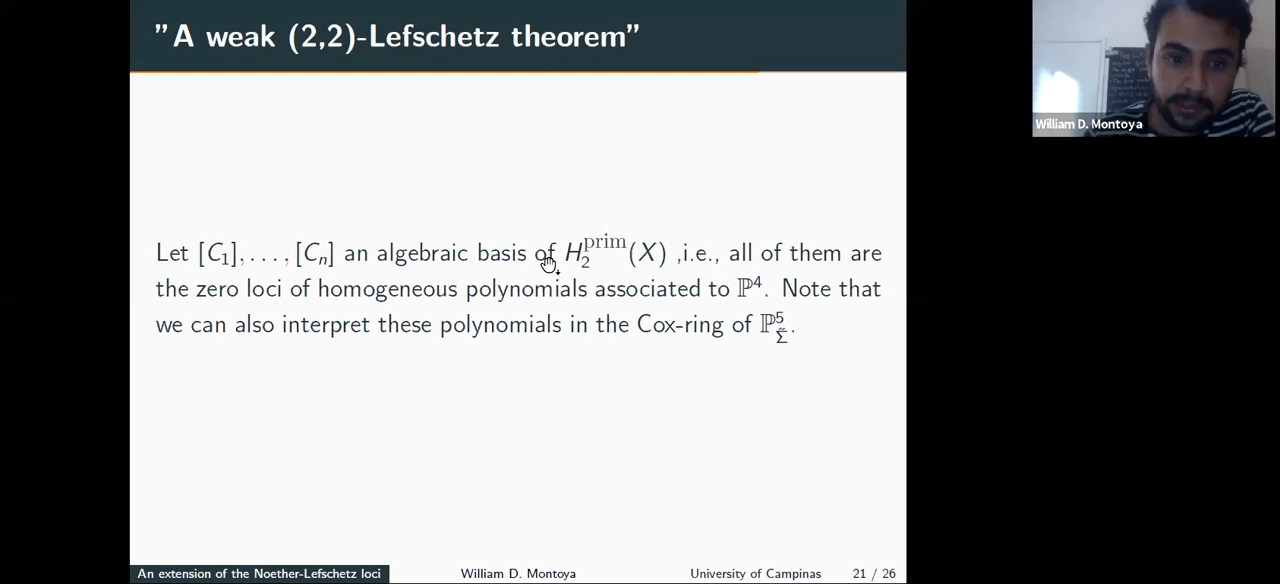 "A weak (2,2)-Lefschetz theorem"
William D. Montoya
Let [C₁], . . . , [Cₙ] an algebraic basis of H₂ᵖʳⁱᵐ(X) ,i.e., all of them are
the zero loci of homogeneous polynomials associated to ℙ⁴. Note that
we can also interpret these polynomials in the Cox-ring of ℙ⁵_Σ̃.
An extension of the Noether-Lefschetz loci
William D. Montoya
University of Campinas
21 / 26